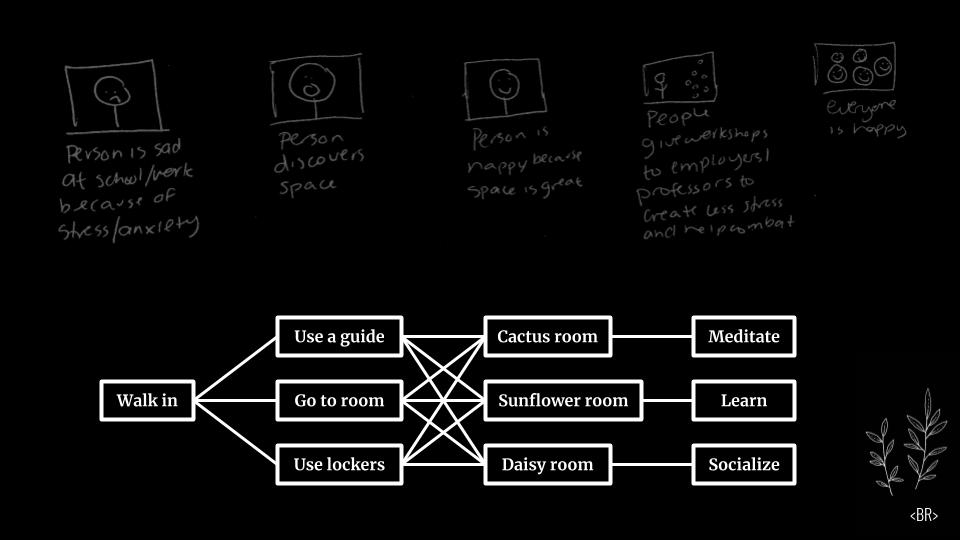 Person is sad
at school/work
because of
stress/anxiety
Person
discovers
space
Person is
happy because
space is great
People
give workshops
to employers/
professors to
create less stress
and help combat
everyone
is happy
Use a guide
Cactus room
Meditate
Walk in
Go to room
Sunflower room
Learn
Use lockers
Daisy room
Socialize
<BR>